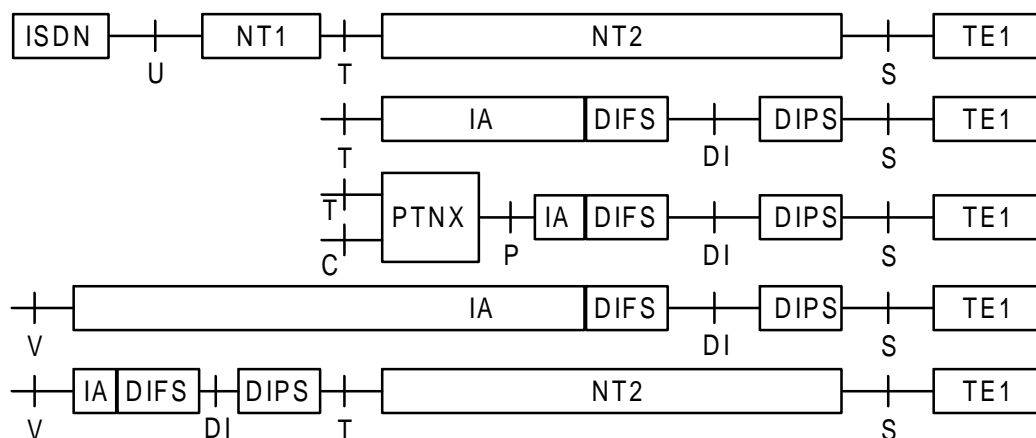 ISDN NT1 NT2 TE1
U T S
IA DIFS DIPS TE1
T DI S
T PTNX IA DIFS DIPS TE1
C P DI S
IA DIFS DIPS TE1
V DI S
IA DIFS DIPS NT2 TE1
V DI T S